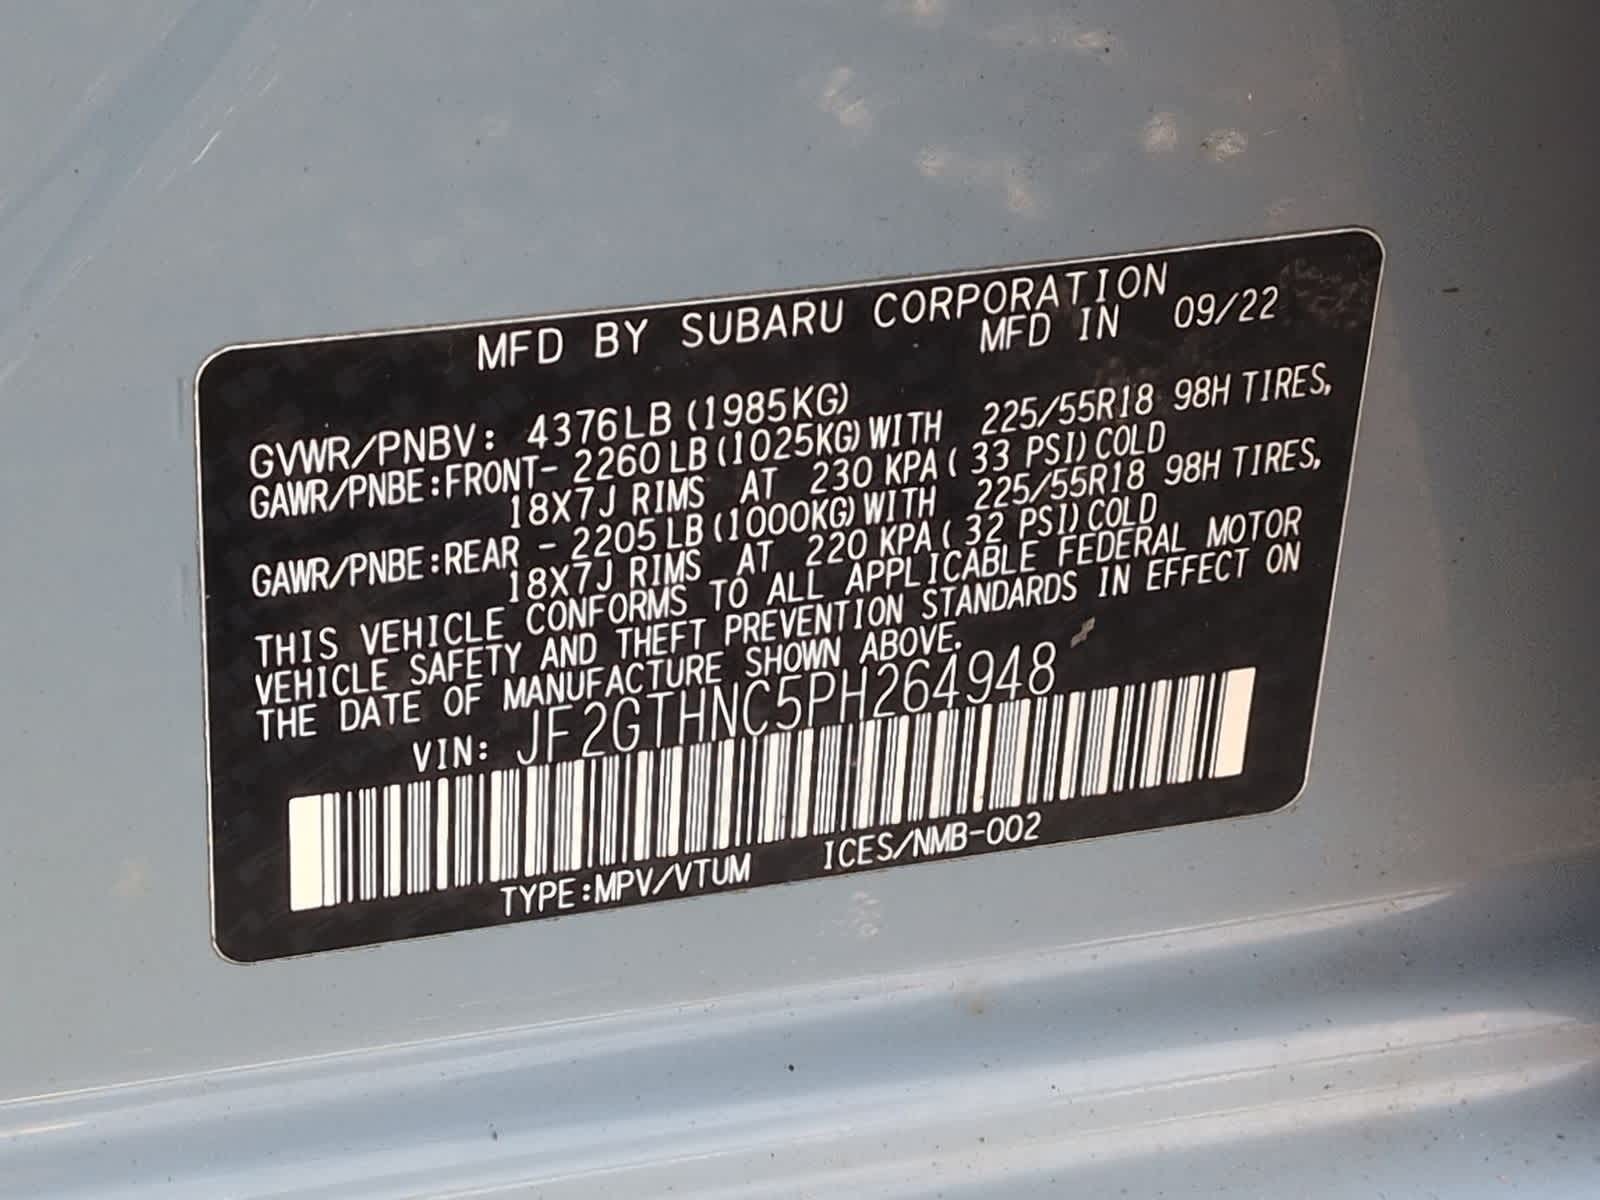 MFD BY SUBARU CORPORATION
MFD IN 09/22
GVWR/PNBV: 4376LB (1985KG)
GAWR/PNBE:FRONT- 2260LB (1025KG) WITH 225/55R18 98H TIRES,
18X7J RIMS AT 230 KPA ( 33 PSI) COLD
GAWR/PNBE:REAR - 2205LB (1000KG) WITH 225/55R18 98H TIRES,
18X7J RIMS AT 220 KPA ( 32 PSI) COLD
THIS VEHICLE CONFORMS TO ALL APPLICABLE FEDERAL MOTOR
VEHICLE SAFETY AND THEFT PREVENTION STANDARDS IN EFFECT ON
THE DATE OF MANUFACTURE SHOWN ABOVE.
VIN: JF2GTHNC5PH264948
TYPE:MPV/VTUM ICES/NMB-002